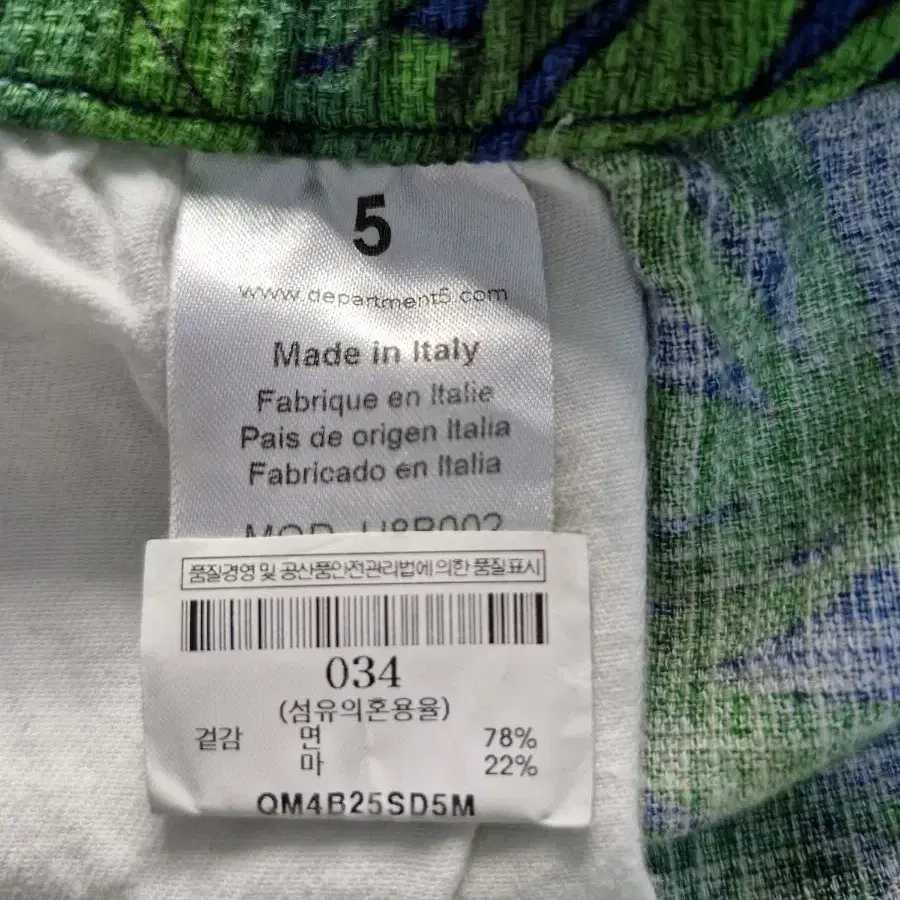 5
www.department5.com
Made in Italy
Fabrique en Italie
Pais de origen Italia
Fabricado en Italia
MOD. U8B002
품질경영 및 공산품안전관리법에 의한 품질표시
034
(섬유의혼용율)
겉감 면 78%
마 22%
QM4B25SD5M